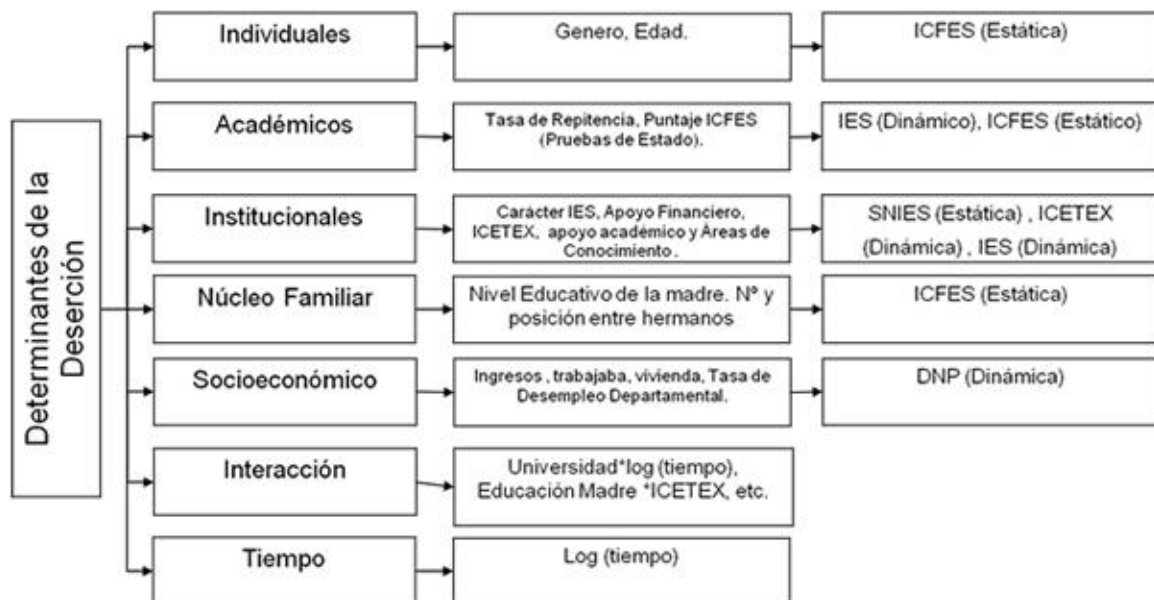 Determinantes de la
Deserción
Individuales
Genero, Edad.
ICFES (Estática)
Académicos
Tasa de Repitencia, Puntaje ICFES
(Pruebas de Estado).
IES (Dinámico), ICFES (Estático)
Institucionales
Carácter IES, Apoyo Financiero,
ICETEX, apoyo académico y Áreas de
Conocimiento .
SNIES (Estática) , ICETEX
(Dinámica) , IES (Dinámica)
Núcleo Familiar
Nivel Educativo de la madre. Nº y
posición entre hermanos
ICFES (Estática)
Socioeconómico
Ingresos , trabajaba, vivienda, Tasa de
Desempleo Departamental.
DNP (Dinámica)
Interacción
Universidad*log (tiempo),
Educación Madre *ICETEX, etc.
Tiempo
Log (tiempo)